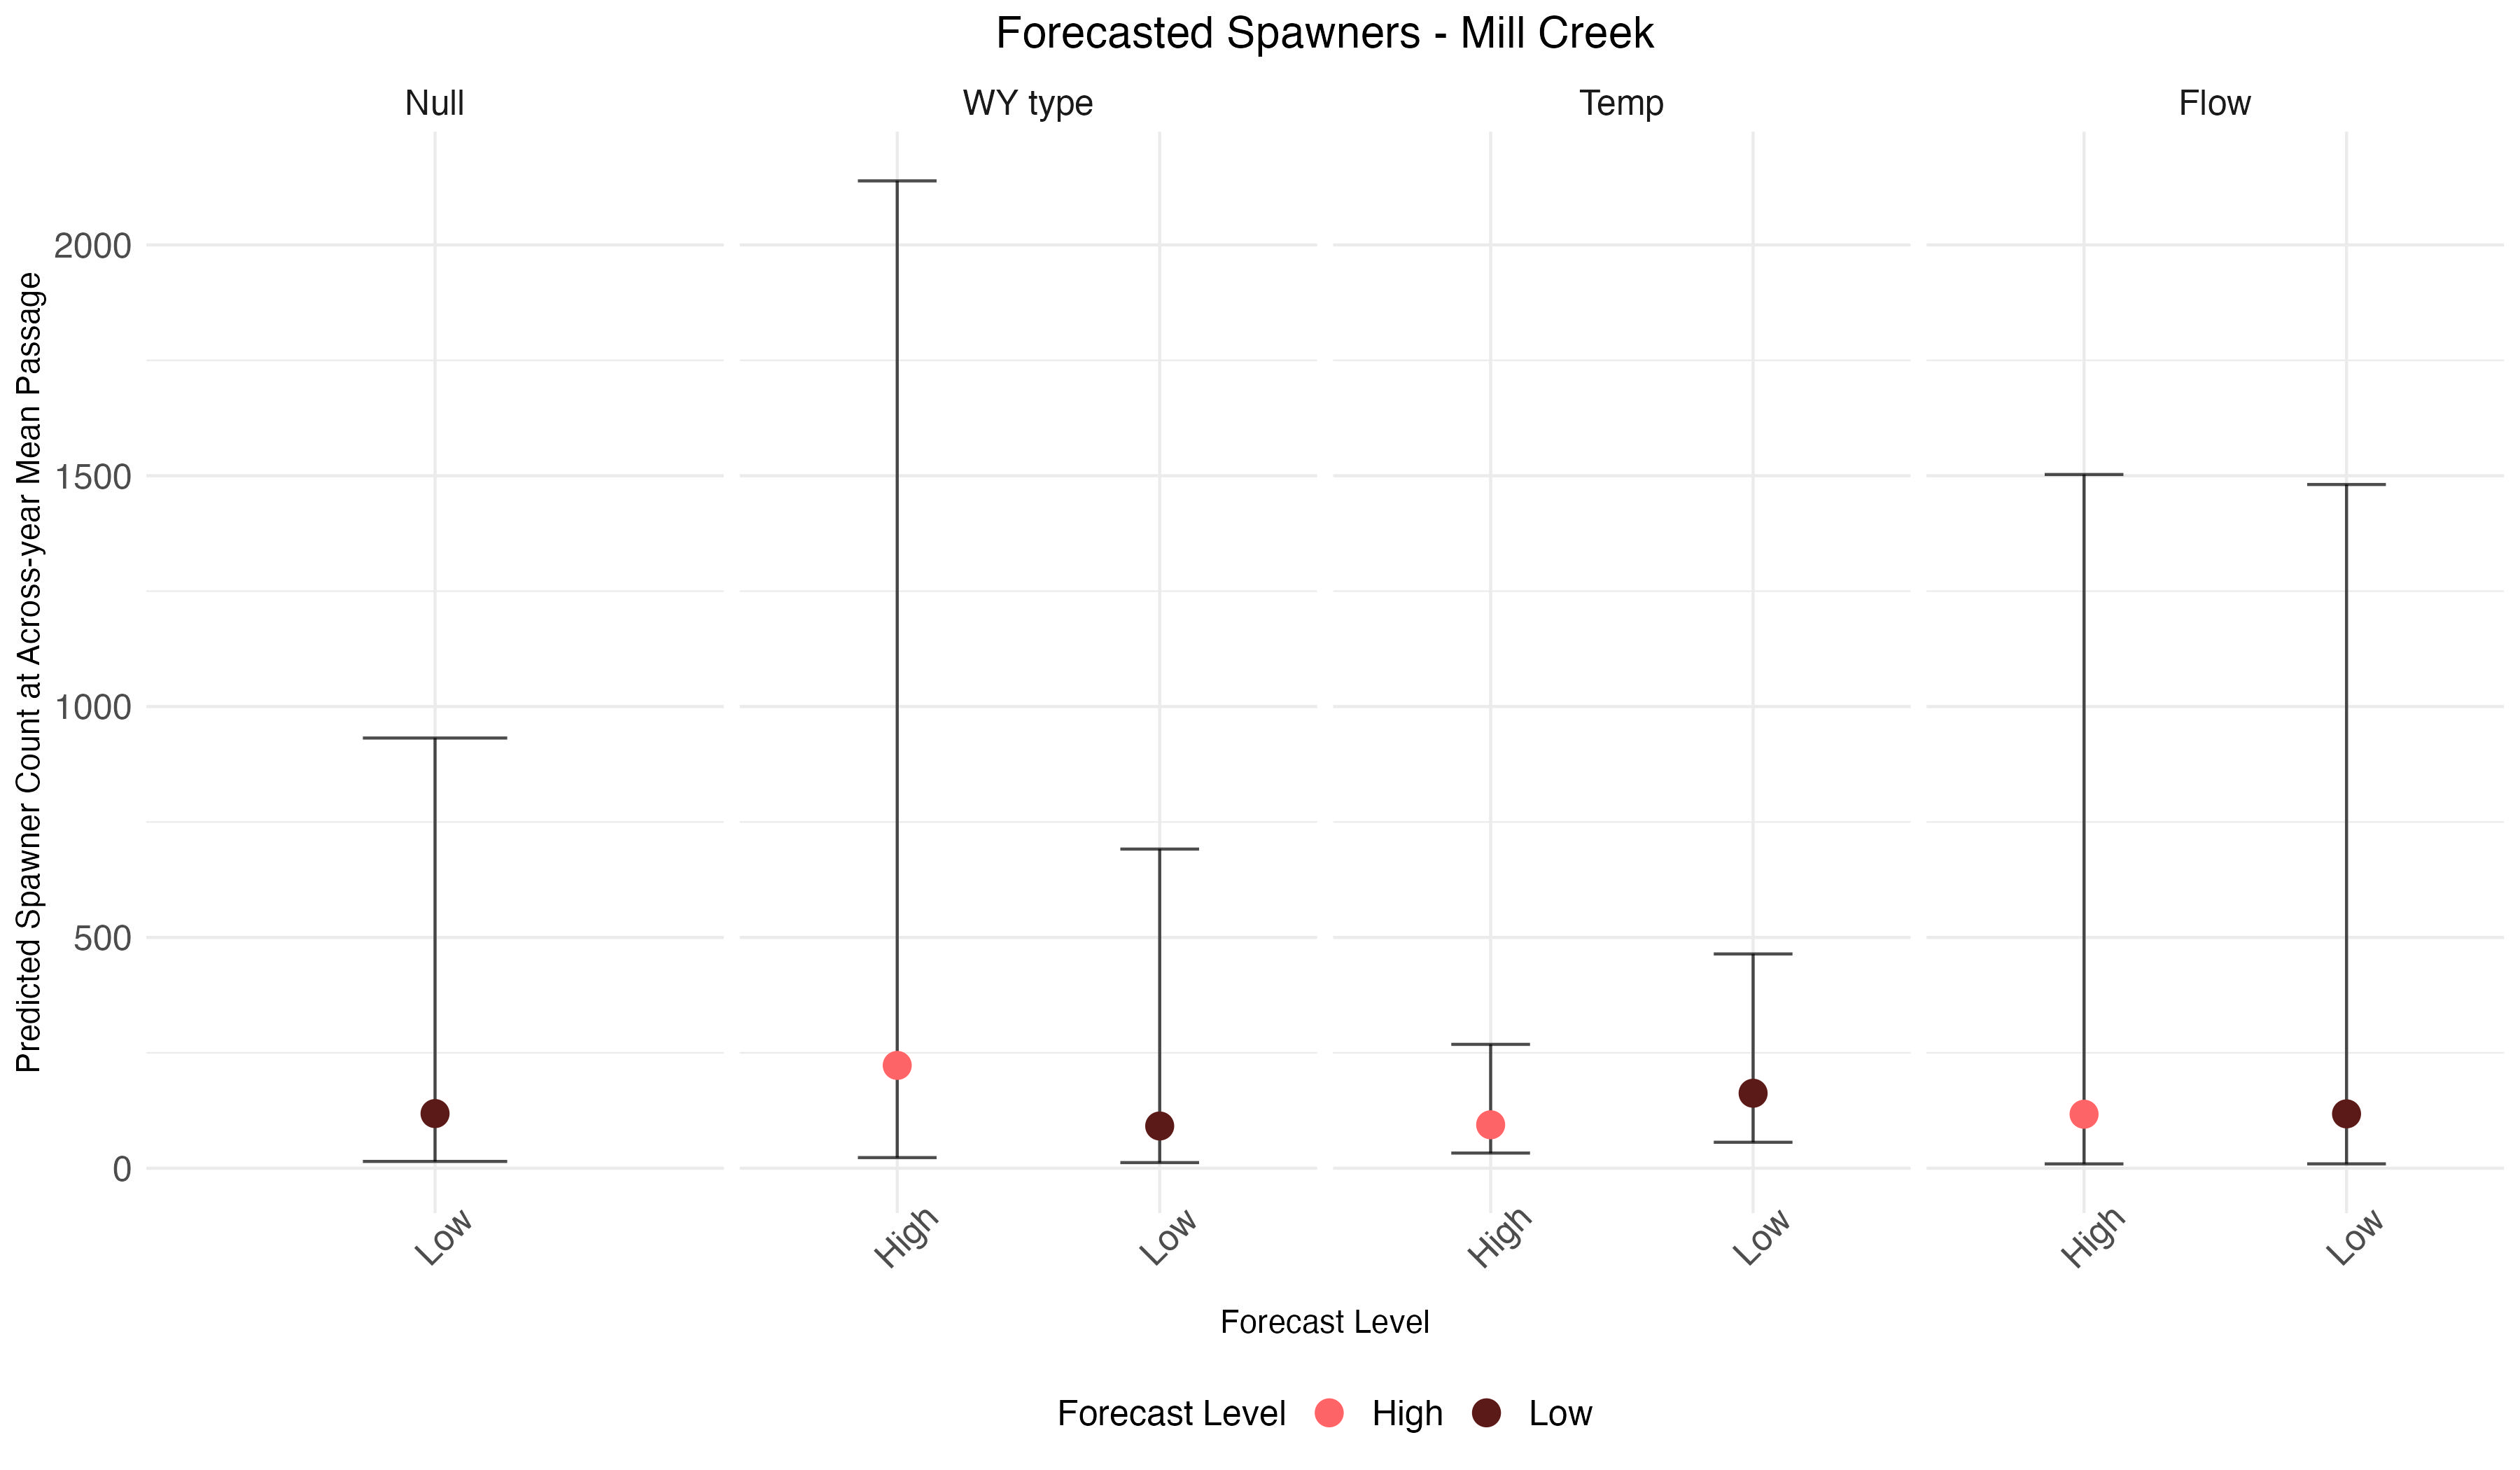 Forecasted Spawners - Mill Creek
Null
WY type
Temp
Flow
Predicted Spawner Count at Across-year Mean Passage
2000
1500
1000
500
0
Low
High
Low
High
Low
High
Low
Forecast Level
Forecast Level High Low